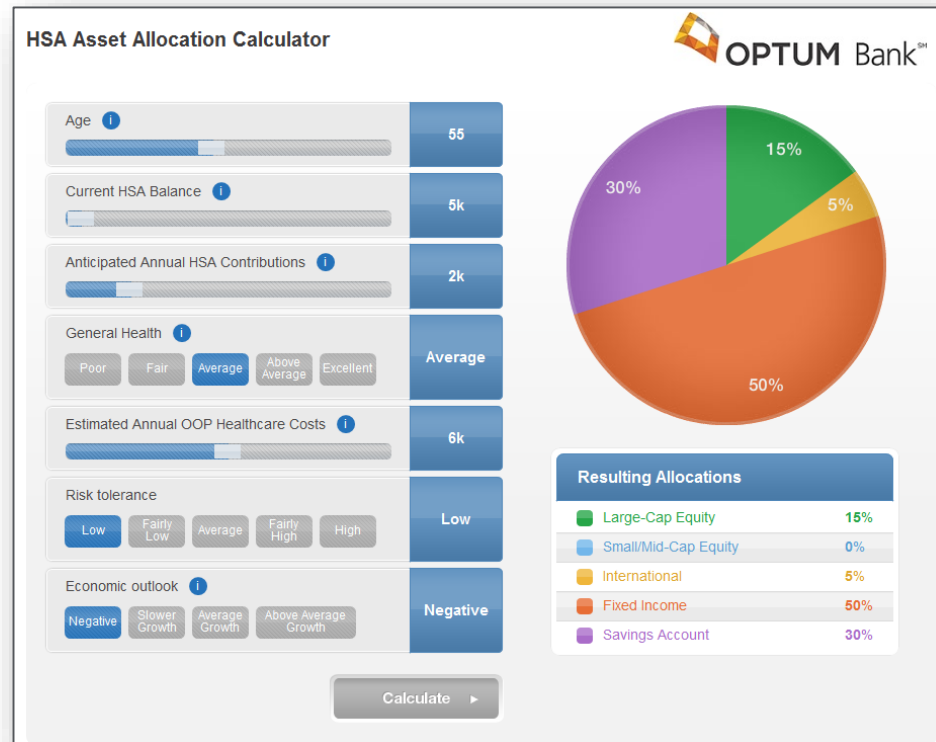 HSA Asset Allocation Calculator
OPTUM Bank℠
Age i
55
Current HSA Balance i
5k
Anticipated Annual HSA Contributions i
2k
General Health i
Poor
Fair
Average
Above
Average
Excellent
Average
Estimated Annual OOP Healthcare Costs i
6k
Risk tolerance
Low
Fairly
Low
Average
Fairly
High
High
Low
Economic outlook i
Negative
Slower
Growth
Average
Growth
Above Average
Growth
Negative
Calculate
15%
5%
50%
30%
Resulting Allocations
Large-Cap Equity 15%
Small/Mid-Cap Equity 0%
International 5%
Fixed Income 50%
Savings Account 30%